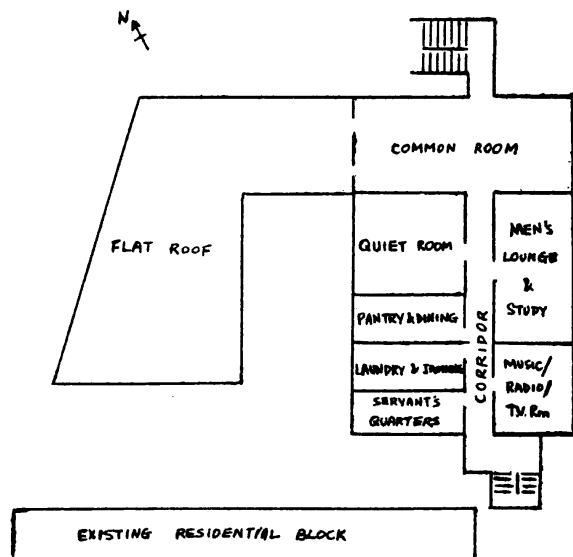 N
COMMON ROOM
FLAT ROOF
QUIET ROOM
MEN'S
LOUNGE
&
STUDY
PANTRY & DINING
CORRIDOR
LAUNDRY &
MUSIC/
RADIO/
T.V. Rm
SERVANT'S
QUARTERS
EXISTING RESIDENTIAL BLOCK